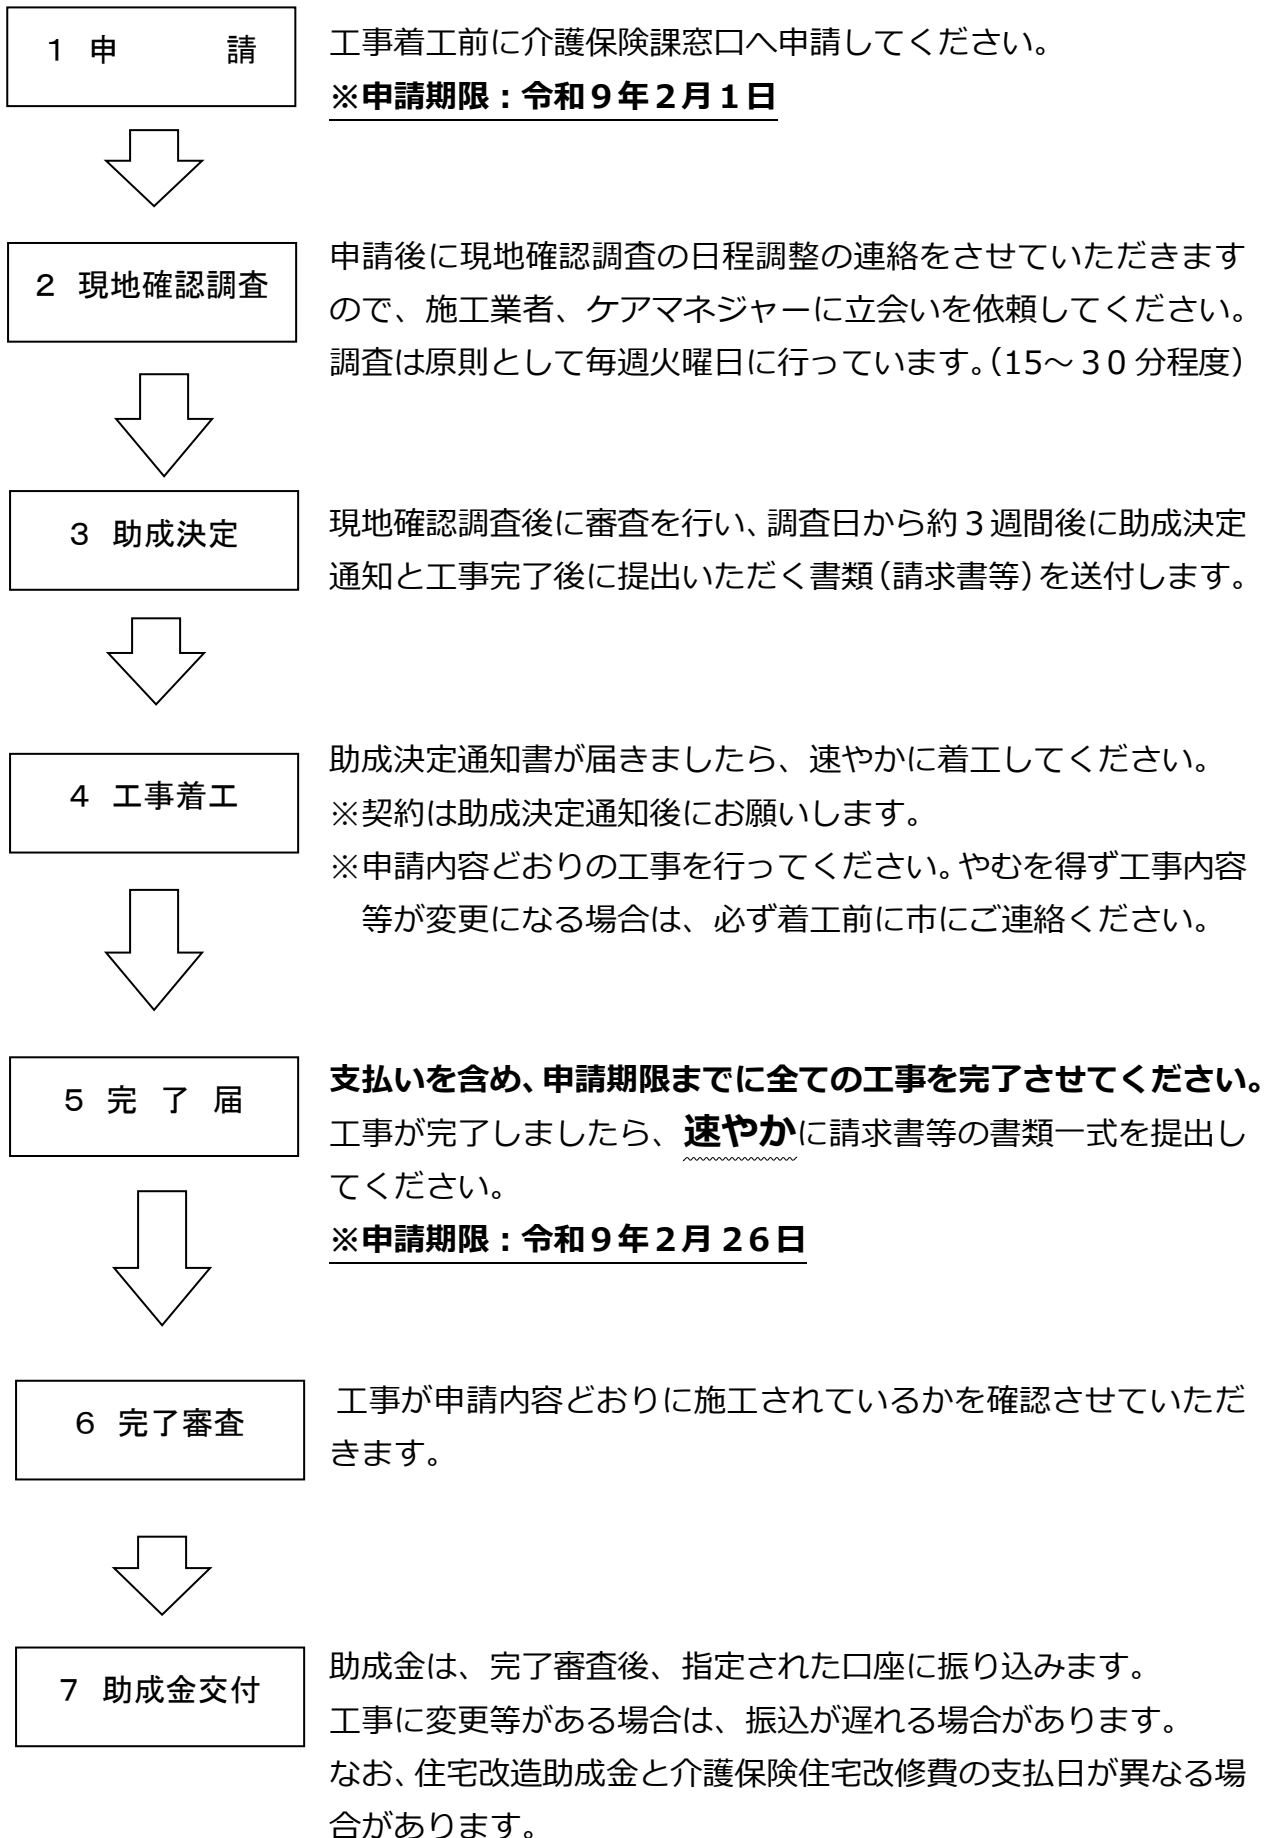 １ 申　　　請
工事着工前に介護保険課窓口へ申請してください。
※申請期限：令和９年２月１日
２ 現地確認調査
申請後に現地確認調査の日程調整の連絡をさせていただきます
ので、施工業者、ケアマネジャーに立会いを依頼してください。
調査は原則として毎週火曜日に行っています。（15～３０分程度）
３ 助成決定
現地確認調査後に審査を行い、調査日から約３週間後に助成決定
通知と工事完了後に提出いただく書類（請求書等）を送付します。
４ 工事着工
助成決定通知書が届きましたら、速やかに着工してください。
※契約は助成決定通知後にお願いします。
※申請内容どおりの工事を行ってください。やむを得ず工事内容
等が変更になる場合は、必ず着工前に市にご連絡ください。
５ 完 了 届
支払いを含め、申請期限までに全ての工事を完了させてください。
工事が完了しましたら、速やかに請求書等の書類一式を提出し
てください。
※申請期限：令和９年２月２６日
６ 完了審査
工事が申請内容どおりに施工されているかを確認させていただ
きます。
７ 助成金交付
助成金は、完了審査後、指定された口座に振り込みます。
工事に変更等がある場合は、振込が遅れる場合があります。
なお、住宅改造助成金と介護保険住宅改修費の支払日が異なる場
合があります。